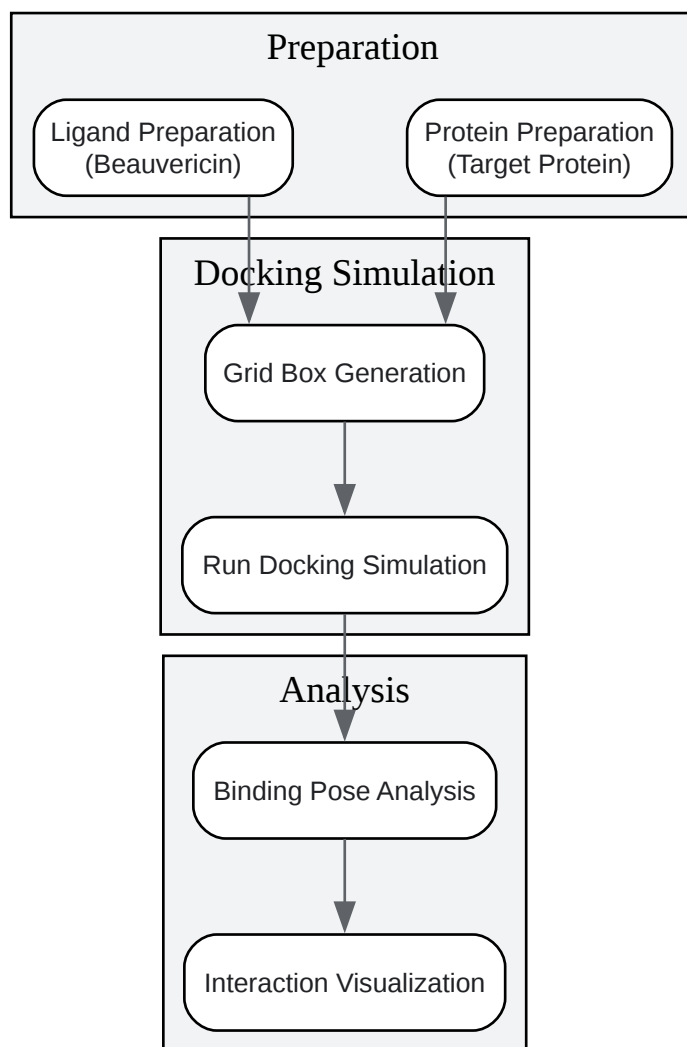 Preparation
Ligand Preparation
(Beauvericin)
Protein Preparation
(Target Protein)
Docking Simulation
Grid Box Generation
Run Docking Simulation
Analysis
Binding Pose Analysis
Interaction Visualization